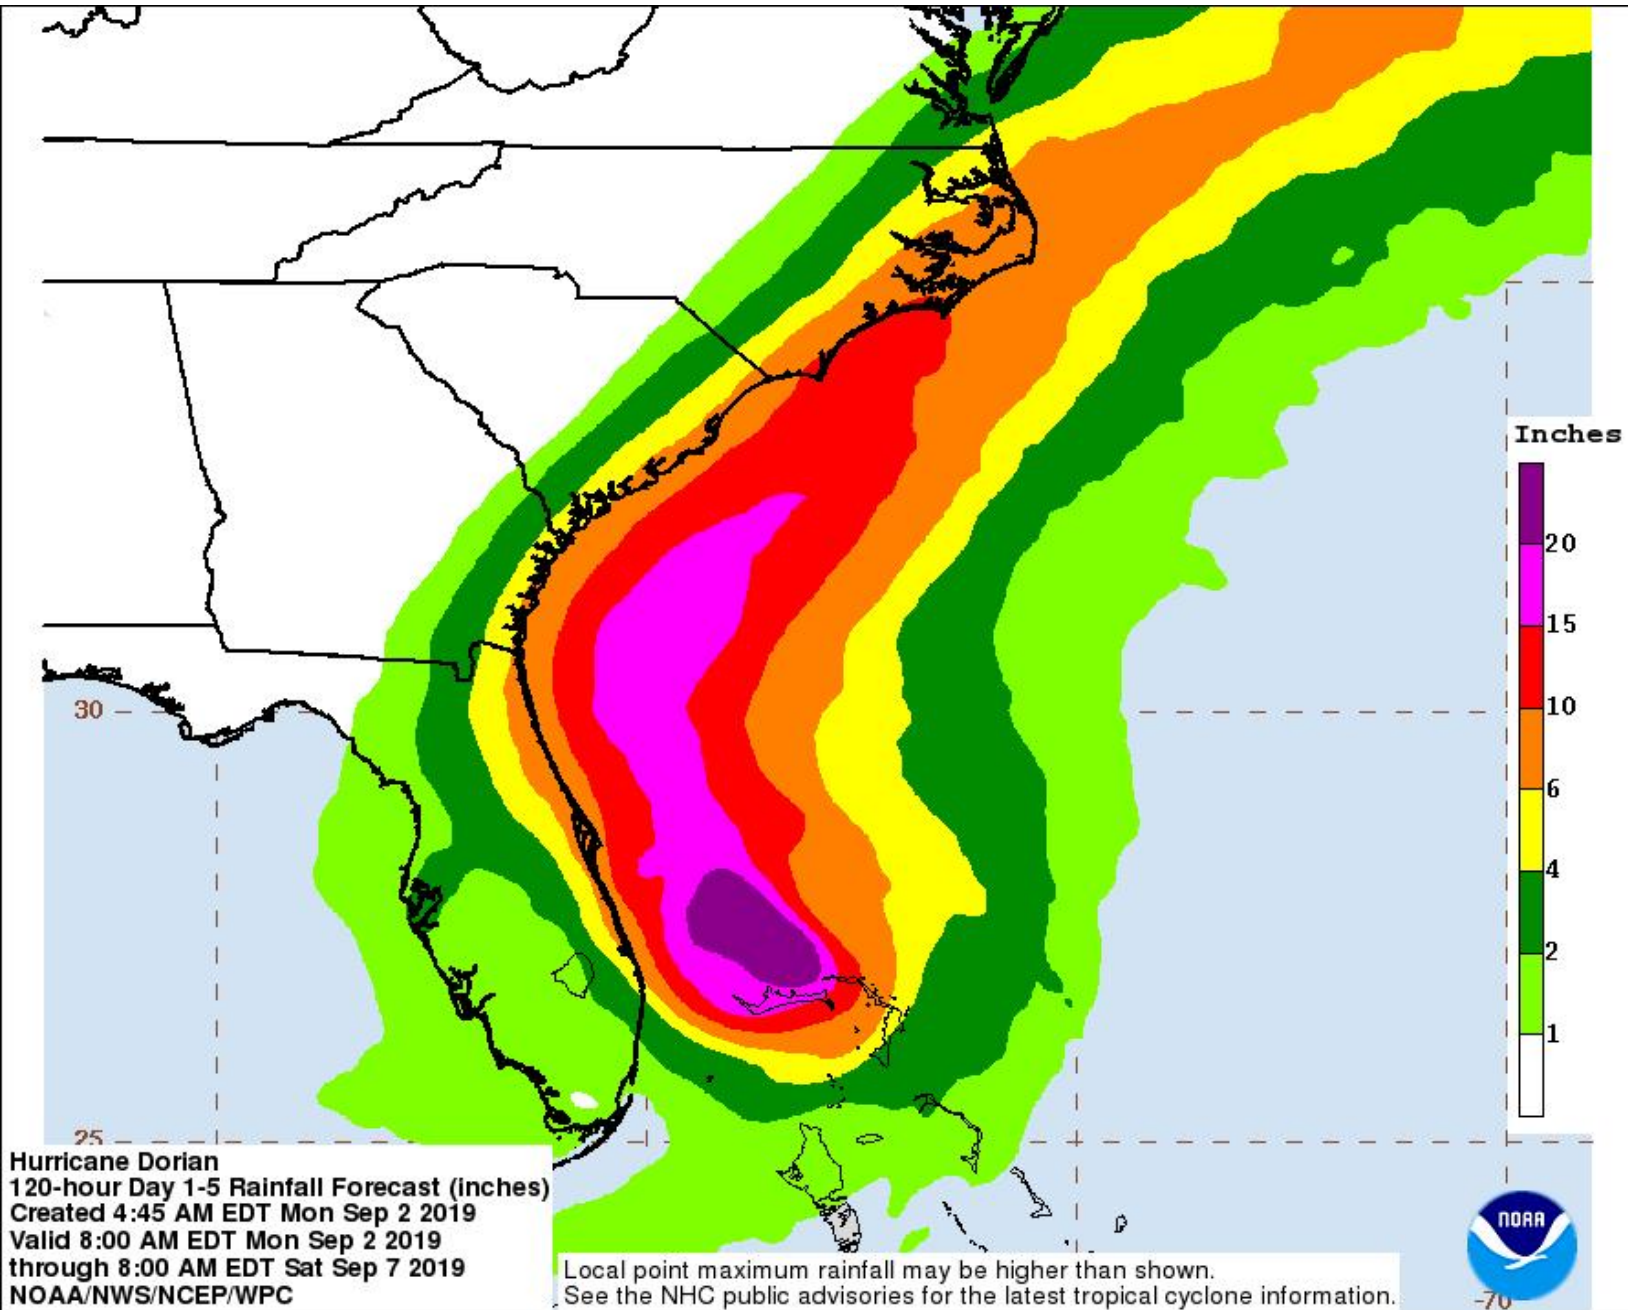 Inches
20
15
10
6
4
2
1
30
25
Hurricane Dorian
120-hour Day 1-5 Rainfall Forecast (inches)
Created 4:45 AM EDT Mon Sep 2 2019
Valid 8:00 AM EDT Mon Sep 2 2019
through 8:00 AM EDT Sat Sep 7 2019
NOAA/NWS/NCEP/WPC
Local point maximum rainfall may be higher than shown.
See the NHC public advisories for the latest tropical cyclone information.
NOAA
-70